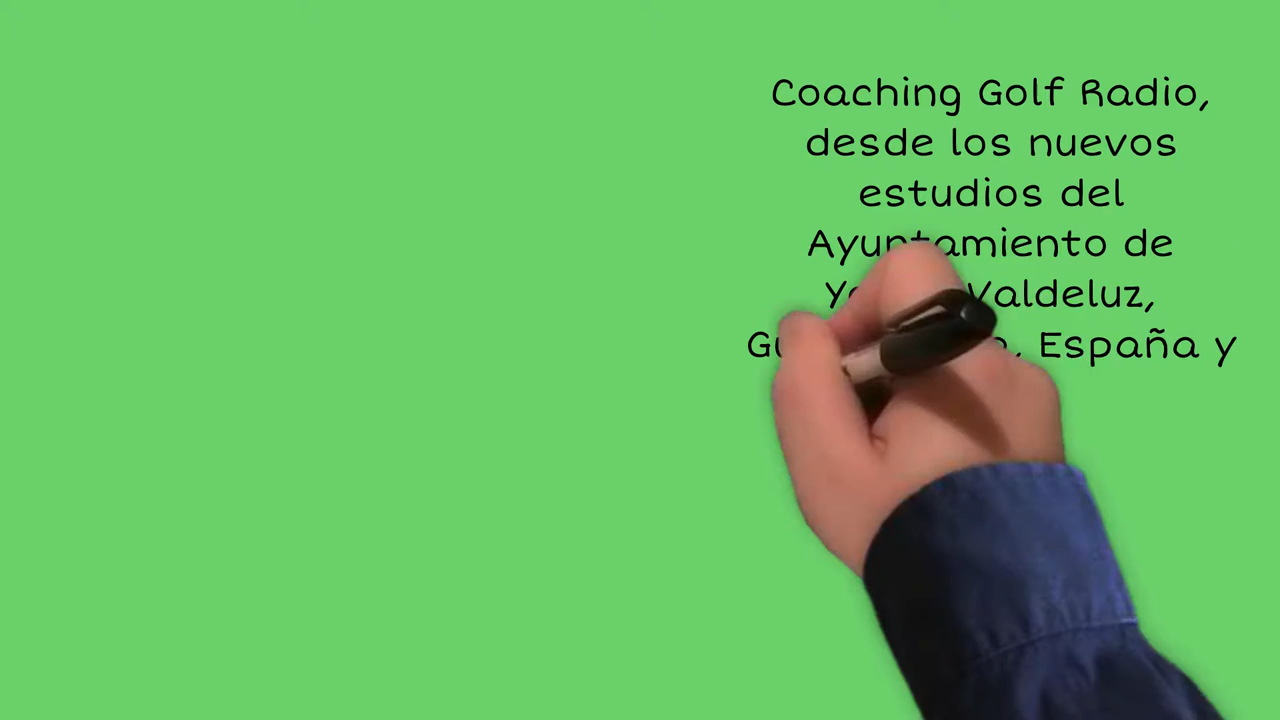 Coaching Golf Radio,
desde los nuevos
estudios del
Ayuntamiento de
Valdeluz,
España y